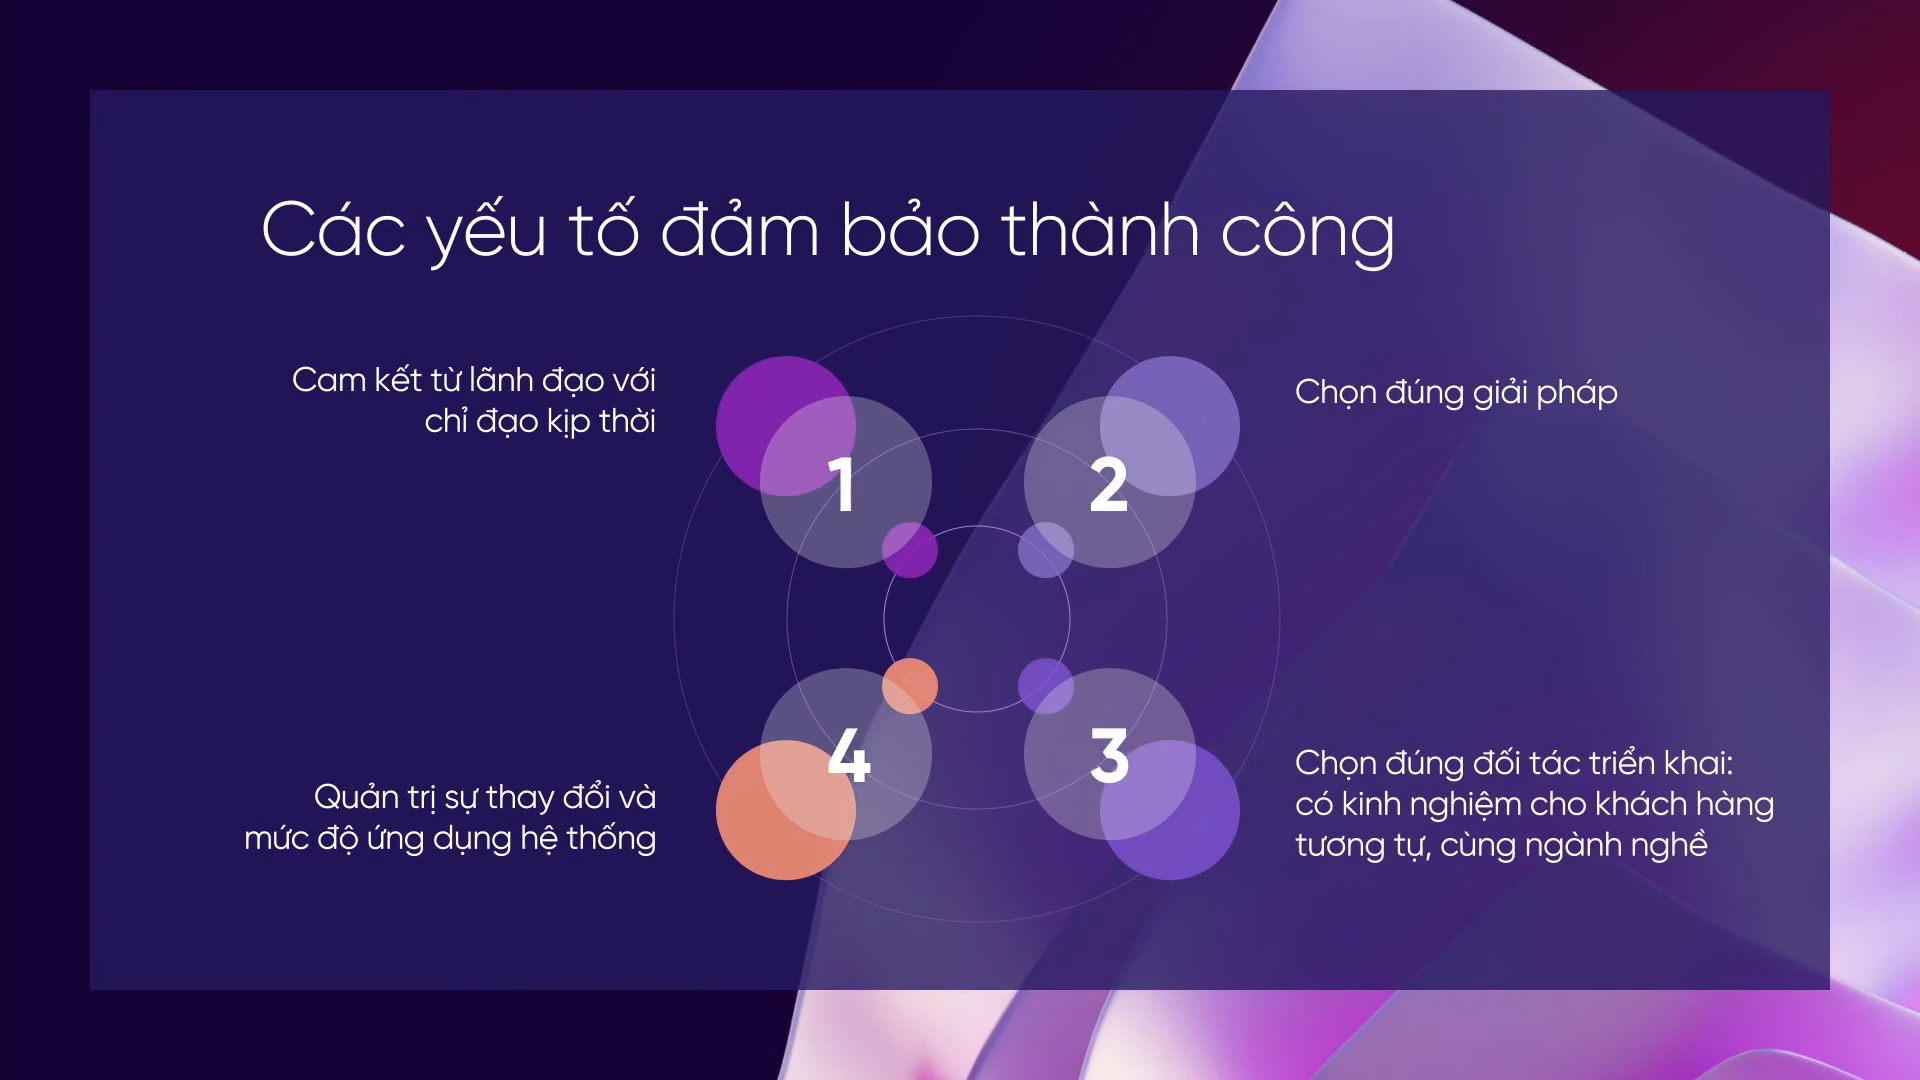 Các yếu tố đảm bảo thành công
Cam kết từ lãnh đạo với
chỉ đạo kịp thời
1
2
Chọn đúng giải pháp
4
3
Chọn đúng đối tác triển khai:
có kinh nghiệm cho khách hàng
tương tự, cùng ngành nghề
Quản trị sự thay đổi và
mức độ ứng dụng hệ thống